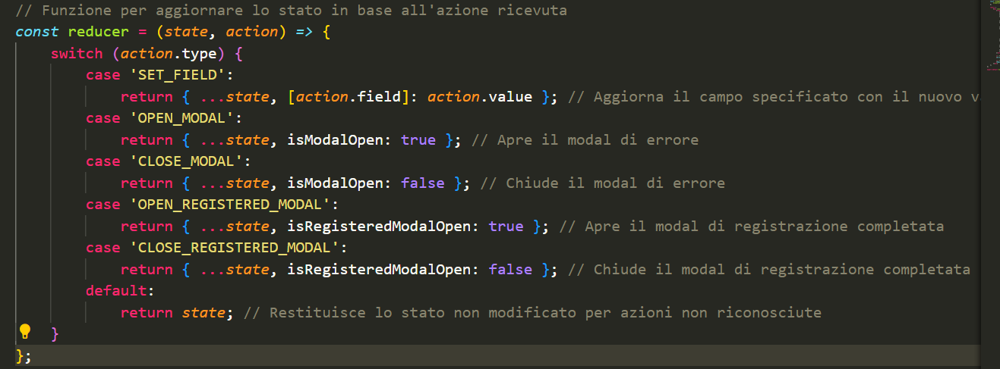 // Funzione per aggiornare lo stato in base all'azione ricevuta
const reducer = (state, action) => {
    switch (action.type) {
        case 'SET_FIELD':
            return { ...state, [action.field]: action.value }; // Aggiorna il campo specificato con il nuovo
        case 'OPEN_MODAL':
            return { ...state, isModalOpen: true }; // Apre il modal di errore
        case 'CLOSE_MODAL':
            return { ...state, isModalOpen: false }; // Chiude il modal di errore
        case 'OPEN_REGISTERED_MODAL':
            return { ...state, isRegisteredModalOpen: true }; // Apre il modal di registrazione completata
        case 'CLOSE_REGISTERED_MODAL':
            return { ...state, isRegisteredModalOpen: false }; // Chiude il modal di registrazione completata
        default:
            return state; // Restituisce lo stato non modificato per azioni non riconosciute
    }
};